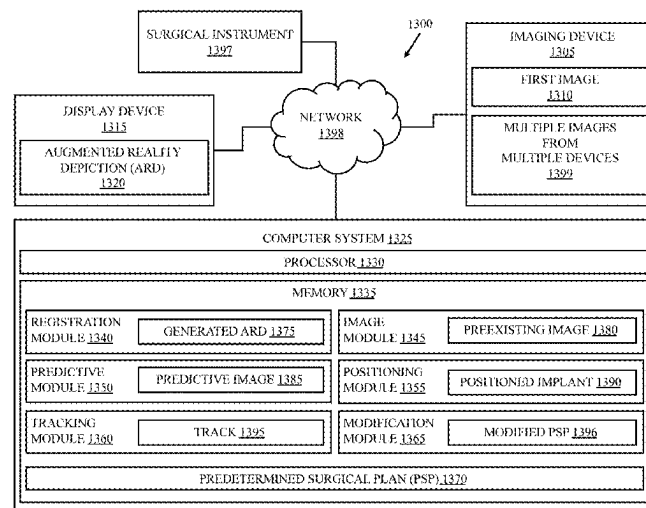 SURGICAL INSTRUMENT
1397
1300
IMAGING DEVICE
1305
FIRST IMAGE
1310
MULTIPLE IMAGES
FROM
MULTIPLE DEVICES
1399
DISPLAY DEVICE
1315
AUGMENTED REALITY
DEPICTION (ARD)
1320
NETWORK
1398
COMPUTER SYSTEM 1325
PROCESSOR 1330
MEMORY 1335
REGISTRATION
MODULE 1340
GENERATED ARD 1375
IMAGE
MODULE 1345
PREEXISTING IMAGE 1380
PREDICTIVE
MODULE 1350
PREDICTIVE IMAGE 1385
POSITIONING
MODULE 1355
POSITIONED IMPLANT 1390
TRACKING
MODULE 1360
TRACK 1395
MODIFICATION
MODULE 1365
MODIFIED PSP 1396
PREDETERMINED SURGICAL PLAN (PSP) 1370